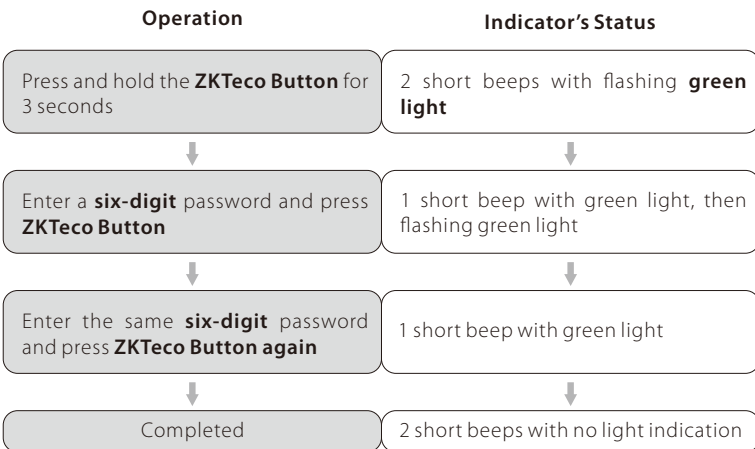 Operation
Indicator’s Status
Press and hold the ZKTeco Button for
3 seconds
2 short beeps with flashing green
light
Enter a six-digit password and press
ZKTeco Button
1 short beep with green light, then
flashing green light
Enter the same six-digit password
and press ZKTeco Button again
1 short beep with green light
Completed
2 short beeps with no light indication